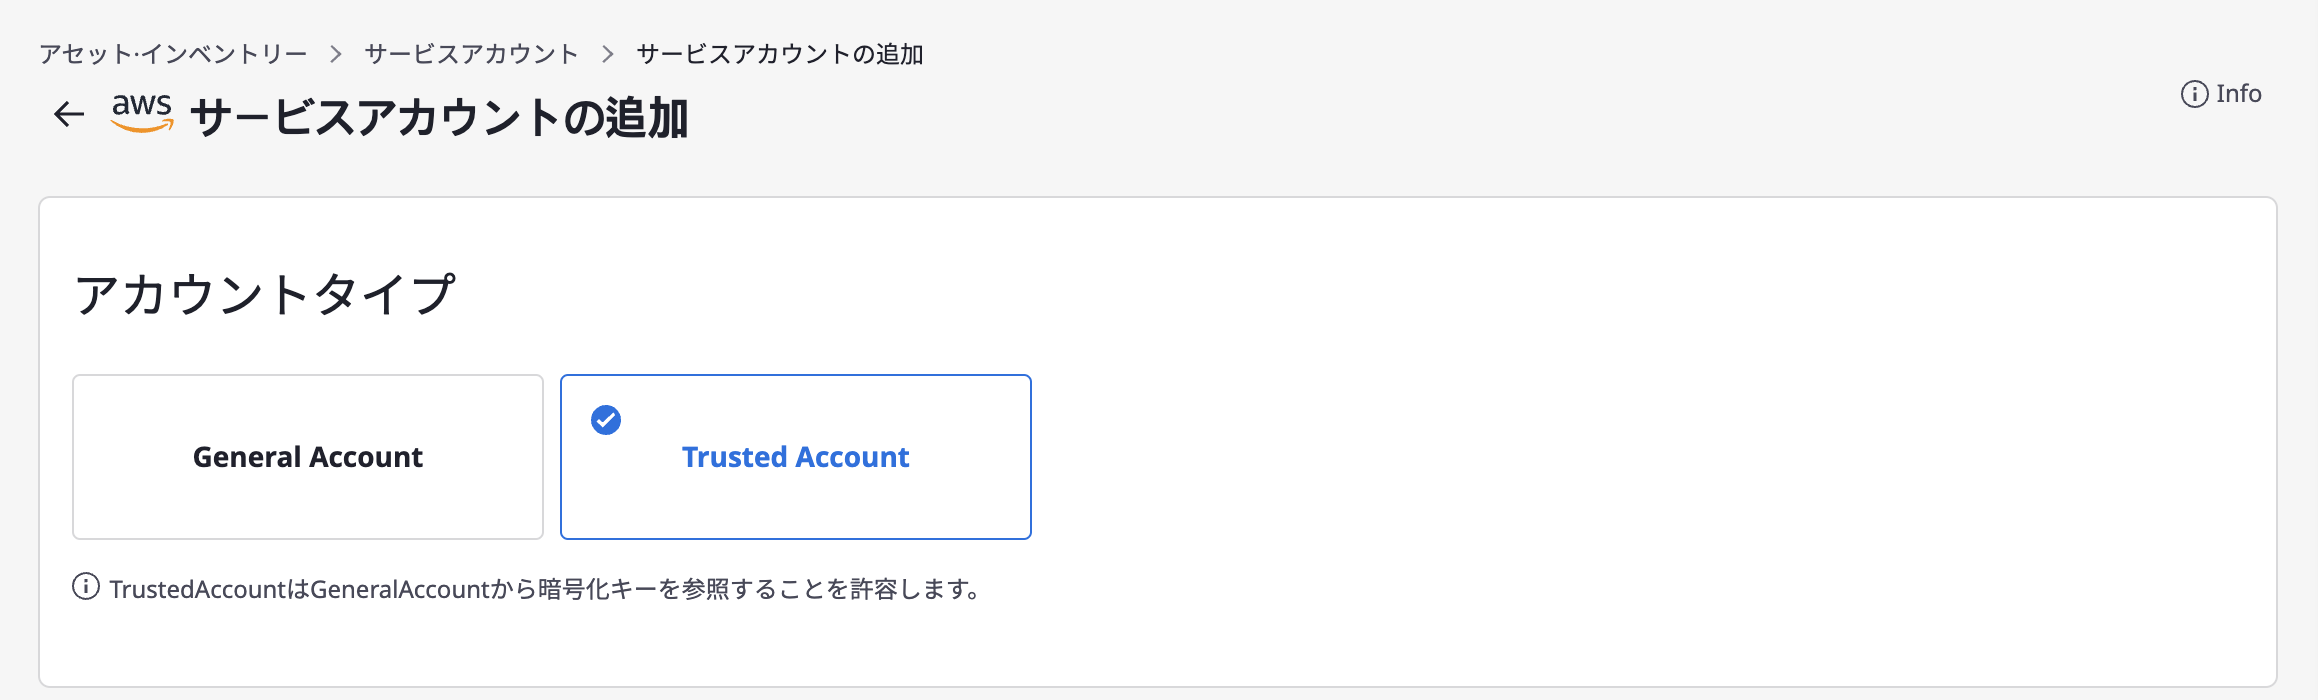 アセット·インベントリー > サービスアカウント > サービスアカウントの追加
aws サービスアカウントの追加
Info
アカウントタイプ
General Account
Trusted Account
TrustedAccountはGeneralAccountから暗号化キーを参照することを許容します。